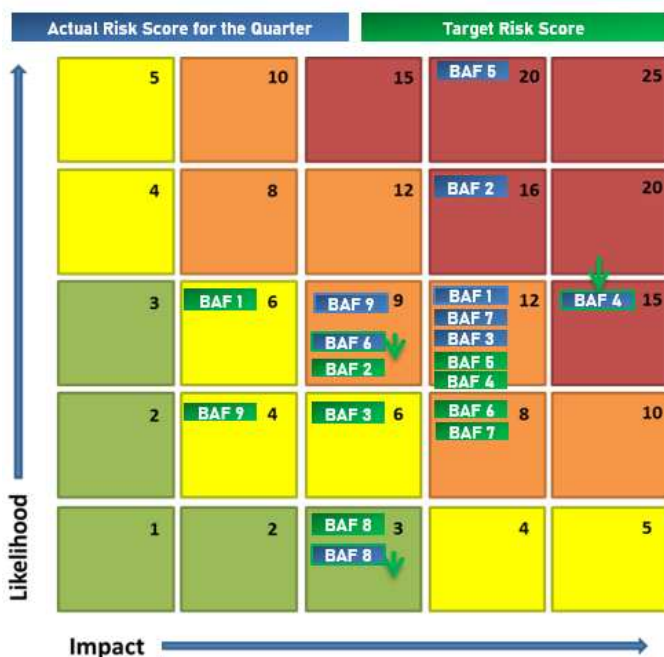 Actual Risk Score for the Quarter
Target Risk Score
5
10
15
BAF 5
20
25
4
8
12
BAF 2
16
20
3
BAF 1
6
BAF 9
9
BAF 6
BAF 2
BAF 1
12
BAF 7
BAF 3
BAF 5
BAF 4
BAF 4
15
2
BAF 9
4
BAF 3
6
BAF 6
8
BAF 7
10
1
2
BAF 8
3
BAF 8
4
5
Likelihood
Impact